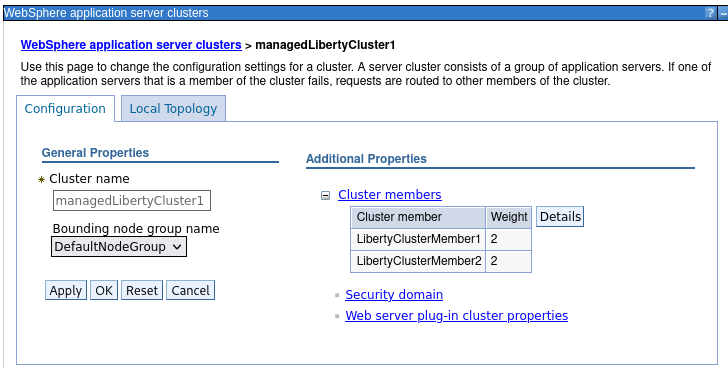 WebSphere application server clusters
?
WebSphere application server clusters > managedLibertyCluster1
Use this page to change the configuration settings for a cluster. A server cluster consists of a group of application servers. If one of
the application servers that is a member of the cluster fails, requests are routed to other members of the cluster.
Configuration
Local Topology
General Properties
* Cluster name
managedLibertyCluster1
Bounding node group name
DefaultNodeGroup
Apply OK Reset Cancel
Additional Properties
Cluster members
Cluster member Weight Details
LibertyClusterMember1 2
LibertyClusterMember2 2
Security domain
Web server plug-in cluster properties